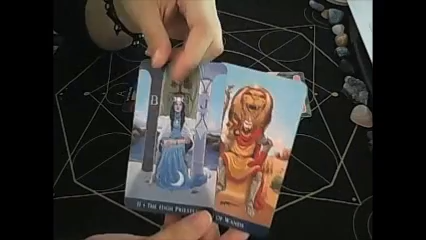 B
II • The High Priestess
of Wands